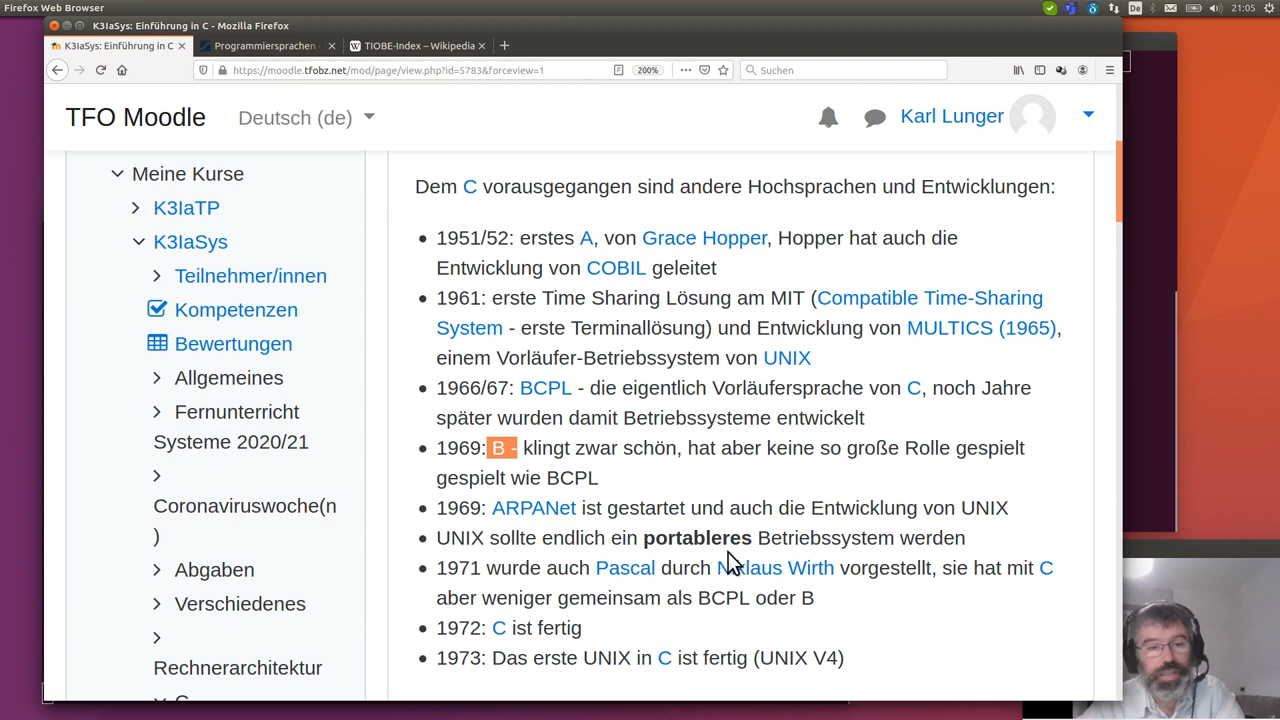 Firefox Web Browser
De
21:05
K3IaSys: Einführung in C - Mozilla Firefox
K3IaSys: Einführung in C
Programmiersprachen -
TIOBE-Index – Wikipedia
https://moodle.tfobz.net/mod/page/view.php?id=5783&forceview=1
200%
Suchen
TFO Moodle
Deutsch (de)
Karl Lunger
Meine Kurse
K3IaTP
K3IaSys
Teilnehmer/innen
Kompetenzen
Bewertungen
Allgemeines
Fernunterricht
Systeme 2020/21
Coronaviruswoche(n
)
Abgaben
Verschiedenes
Rechnerarchitektur
Dem C vorausgegangen sind andere Hochsprachen und Entwicklungen:
1951/52: erstes A, von Grace Hopper, Hopper hat auch die
Entwicklung von COBIL geleitet
1961: erste Time Sharing Lösung am MIT (Compatible Time-Sharing
System - erste Terminallösung) und Entwicklung von MULTICS (1965),
einem Vorläufer-Betriebssystem von UNIX
1966/67: BCPL - die eigentlich Vorläufersprache von C, noch Jahre
später wurden damit Betriebssysteme entwickelt
1969: B - klingt zwar schön, hat aber keine so große Rolle gespielt
gespielt wie BCPL
1969: ARPANet ist gestartet und auch die Entwicklung von UNIX
UNIX sollte endlich ein portableres Betriebssystem werden
1971 wurde auch Pascal durch Niklaus Wirth vorgestellt, sie hat mit C
aber weniger gemeinsam als BCPL oder B
1972: C ist fertig
1973: Das erste UNIX in C ist fertig (UNIX V4)